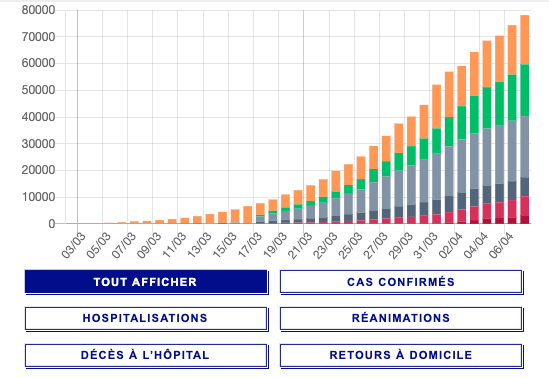 80000
70000
60000
50000
40000
30000
20000
10000
0
03/03 05/03 07/03 09/03 11/03 13/03 15/03 17/03 19/03 21/03 23/03 25/03 27/03 29/03 31/03 02/04 04/04 06/04
TOUT AFFICHER CAS CONFIRMÉS
HOSPITALISATIONS RÉANIMATIONS
DÉCÈS À L'HÔPITAL RETOURS À DOMICILE